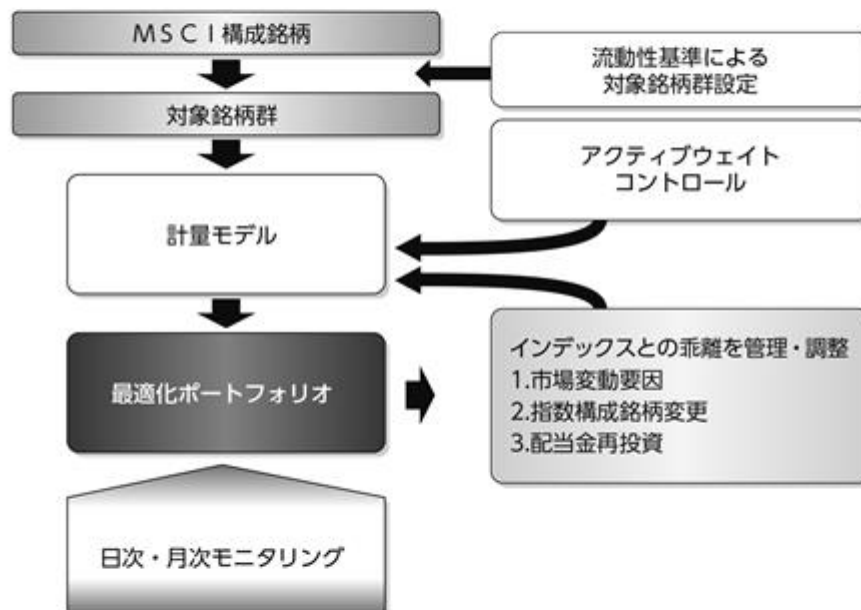 MSCI構成銘柄
流動性基準による
対象銘柄群設定
対象銘柄群
アクティブウェイト
コントロール
計量モデル
最適化ポートフォリオ
インデックスとの乖離を管理・調整
1.市場変動要因
2.指数構成銘柄変更
3.配当金再投資
日次・月次モニタリング